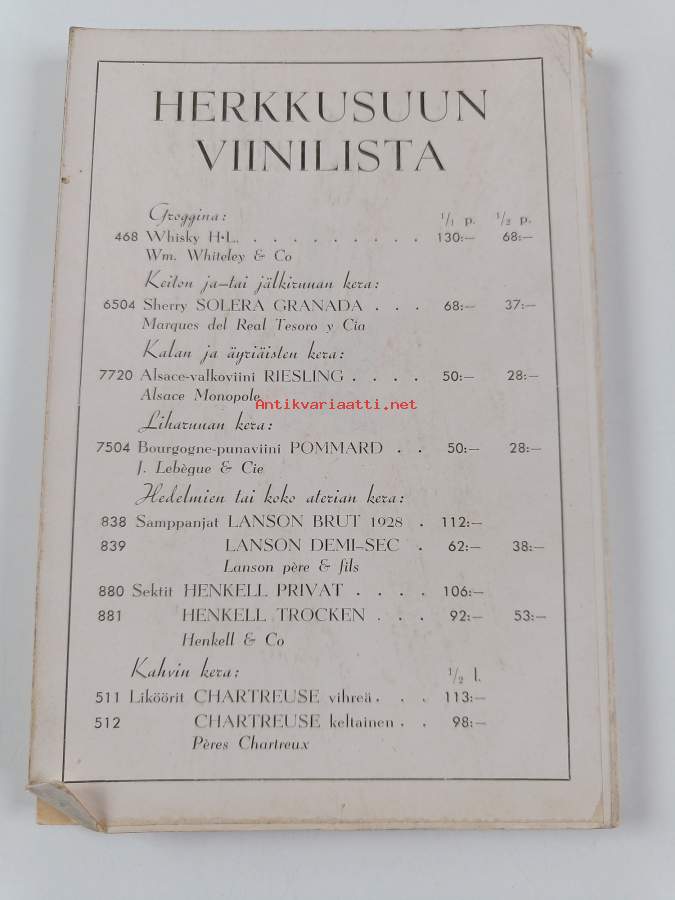 HERKKUSUUN
VIINILISTA
Groggina: 1/1 p. 1/2 p.
468 Whisky H·L. . . . . . . . . . 130:— 68:—
Wm. Whiteley & Co
Keiton ja—tai jälkiruuan kera:
6504 Sherry SOLERA GRANADA . . . 68:— 37:—
Marques del Real Tesoro y Cia
Kalan ja äyriäisten kera:
7720 Alsace-valkoviini RIESLING . . . . 50:— 28:—
Alsace Monopole
Antikvariaatti.net
Liharuuan kera:
7504 Bourgogne-punaviini POMMARD . . 50:— 28:—
J. Lebègue & Cie
Hedelmien tai koko aterian kera:
838 Samppanjat LANSON BRUT 1928 . 112:—
839 LANSON DEMI-SEC . 62:— 38:—
Lanson père & fils
880 Sektit HENKELL PRIVAT . . . . 106:—
881 HENKELL TROCKEN . . . 92:— 53:—
Henkell & Co
Kahvin kera: 1/2 l.
511 Liköörit CHARTREUSE vihreä . . . 113:—
512 CHARTREUSE keltainen . . 98:—
Pères Chartreux